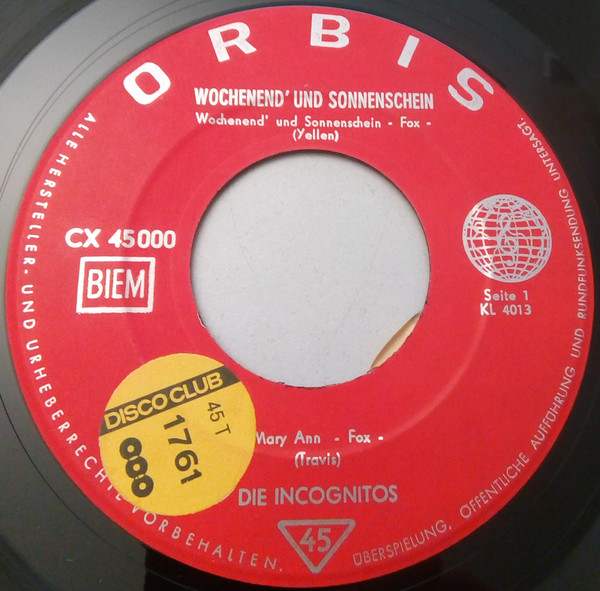 ORBIS
WOCHENEND' UND SONNENSCHEIN
Wochenend' und Sonnenschein - Fox -
(Yellen)
CX 45000
BIEM
Seite 1
KL 4013
DISCO CLUB
45 T
1761
000
Mary Ann - Fox -
(Travis)
DIE INCOGNITOS
45
ALLE HERSTELLER- UND URHEBERRECHTE VORBEHALTEN. ÜBERSPIELUNG, ÖFFENTLICHE AUFFÜHRUNG UND RUNDFUNKSENDUNG UNTERSAGT.